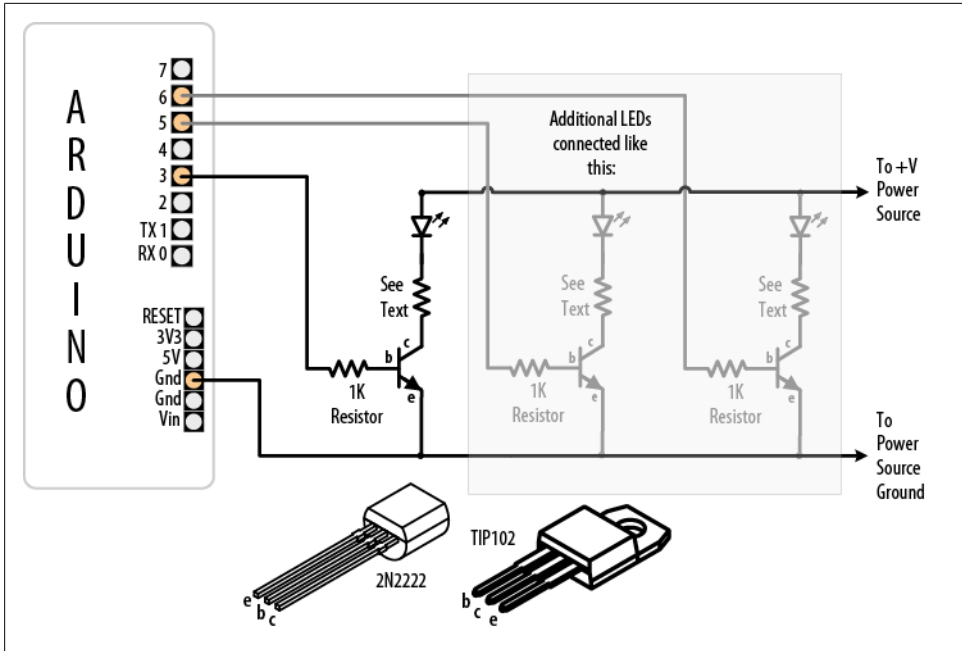 ARDUINO
7
6
5
4
3
2
TX 1
RX 0
RESET
3V3
5V
Gnd
Gnd
Vin
Additional LEDs
connected like
this:
To +V
Power
Source
See
Text
See
Text
See
Text
c
b
e
1K
Resistor
c
b
e
1K
Resistor
c
b
e
1K
Resistor
To
Power
Source
Ground
2N2222
e
b
c
TIP102
b
c
e